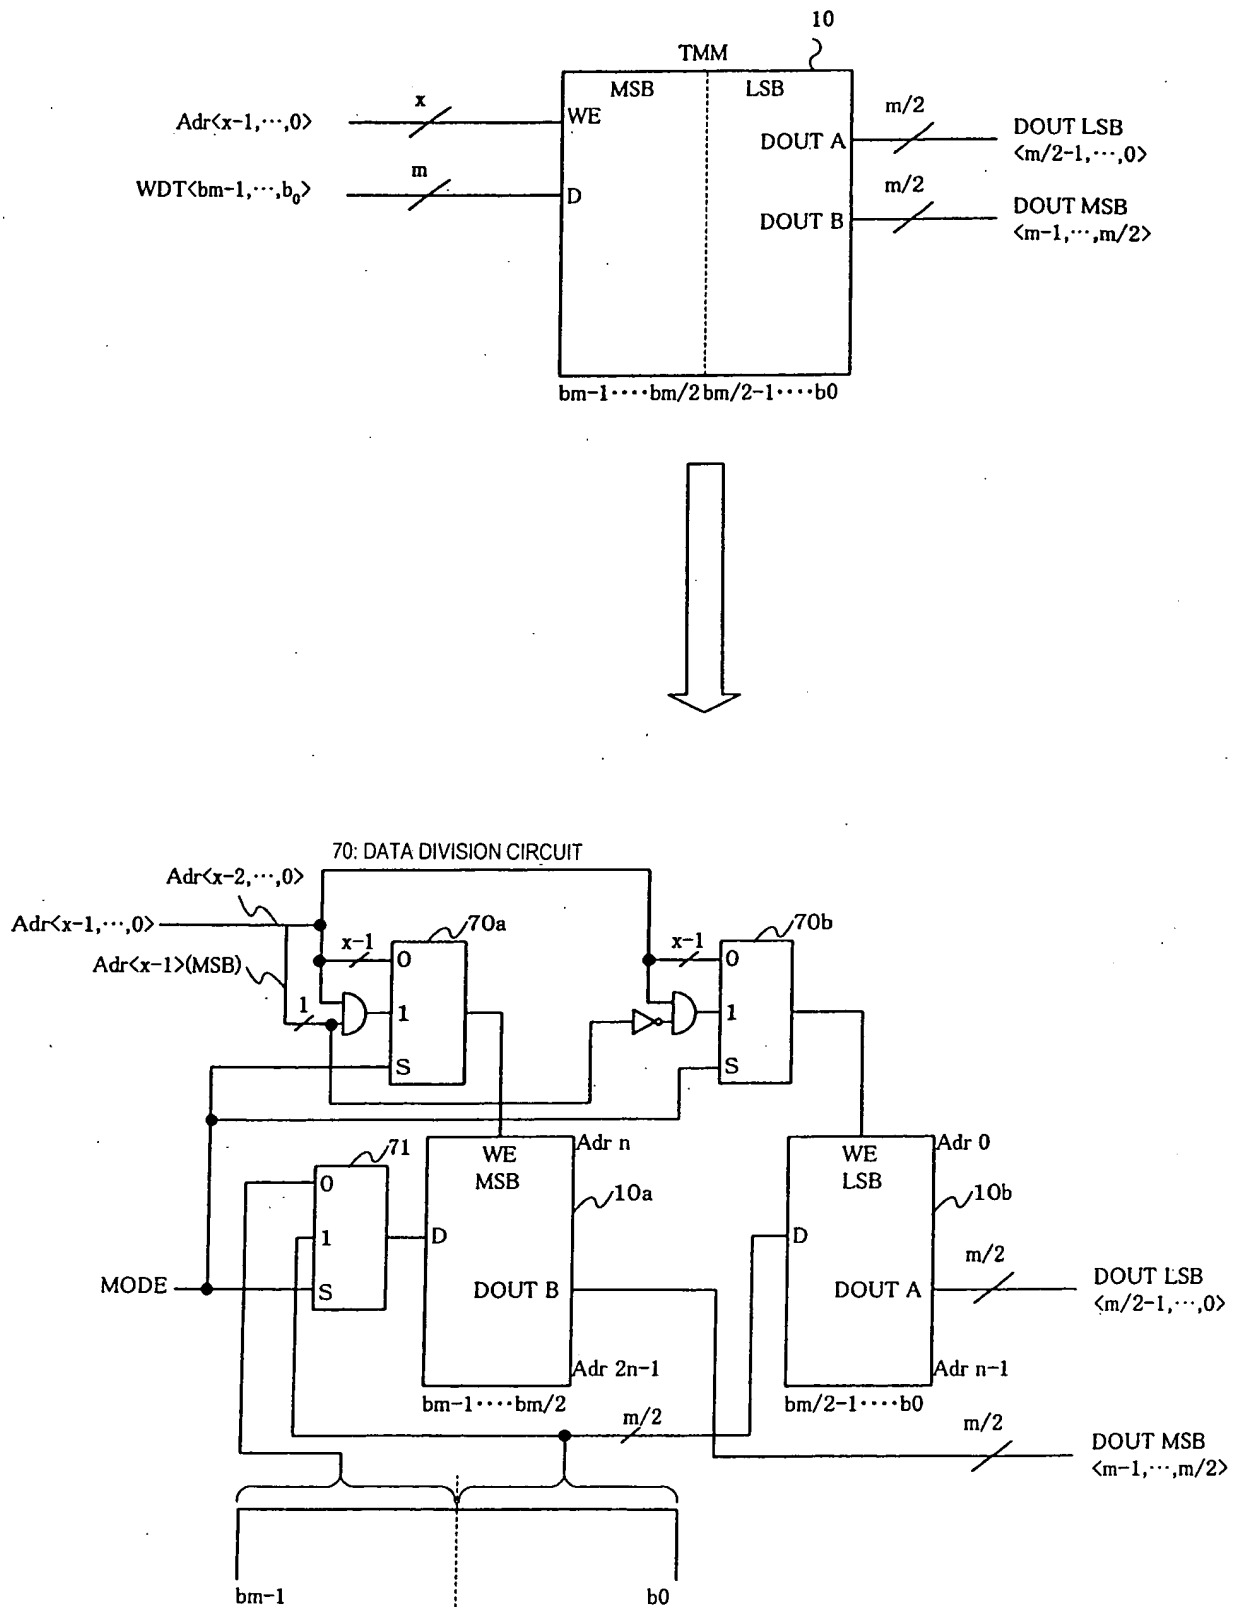 10
TMM
MSB
LSB
Adr<x-1,⋯,0>
x
WE
m/2
DOUT A
DOUT LSB
<m/2-1,⋯,0>
WDT<bm-1,⋯,b₀>
m
D
m/2
DOUT B
DOUT MSB
<m-1,⋯,m/2>
bm-1⋯⋯bm/2
bm/2-1⋯⋯b0
70: DATA DIVISION CIRCUIT
Adr<x-2,⋯,0>
Adr<x-1,⋯,0>
Adr<x-1>(MSB)
x-1
70a
0
1
1
S
x-1
70b
0
1
S
71
0
1
S
MODE
WE
MSB
Adr n
10a
D
DOUT B
Adr 2n-1
bm-1⋯⋯bm/2
WE
LSB
Adr 0
10b
D
DOUT A
Adr n-1
bm/2-1⋯⋯b0
m/2
DOUT LSB
<m/2-1,⋯,0>
m/2
m/2
DOUT MSB
<m-1,⋯,m/2>
bm-1
b0